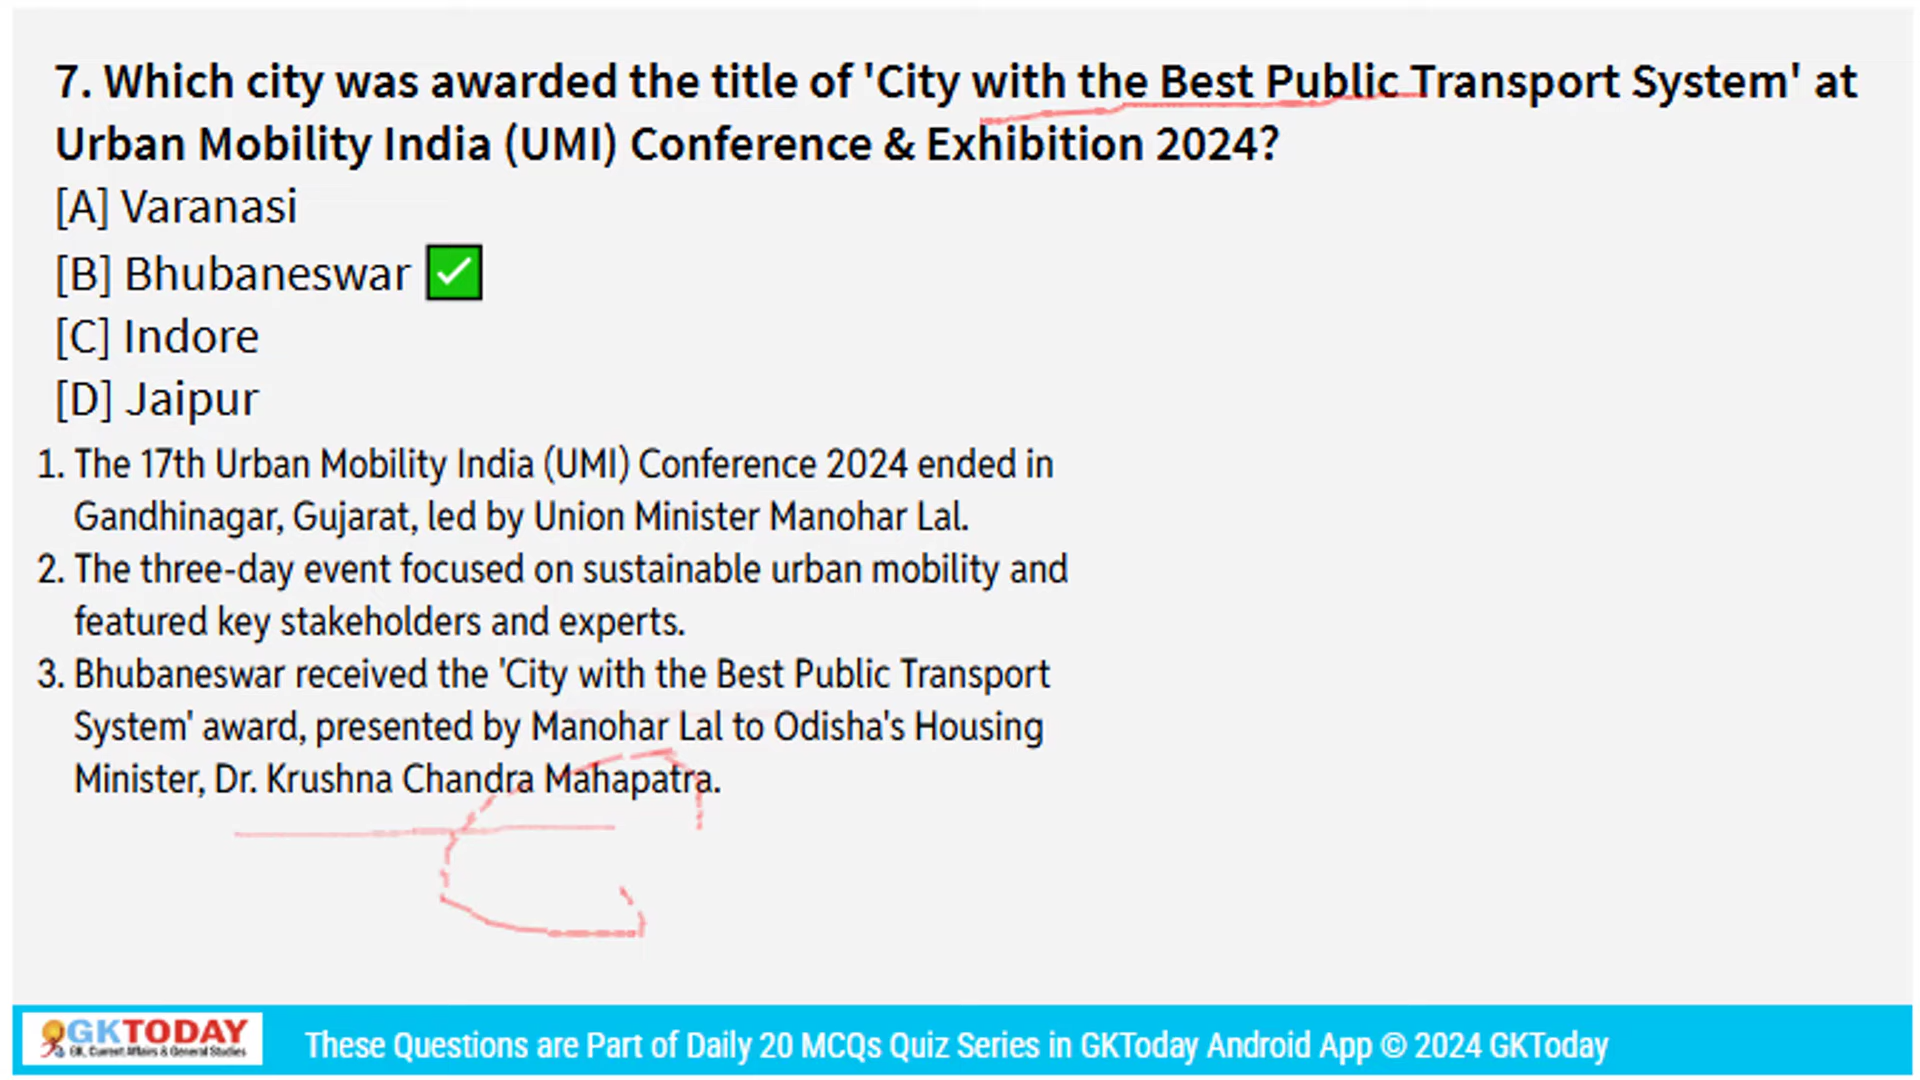 7. Which city was awarded the title of 'City with the Best Public Transport System' at
Urban Mobility India (UMI) Conference & Exhibition 2024?
[A] Varanasi
[B] Bhubaneswar
[C] Indore
[D] Jaipur
1. The 17th Urban Mobility India (UMI) Conference 2024 ended in
Gandhinagar, Gujarat, led by Union Minister Manohar Lal.
2. The three-day event focused on sustainable urban mobility and
featured key stakeholders and experts.
3. Bhubaneswar received the 'City with the Best Public Transport
System' award, presented by Manohar Lal to Odisha's Housing
Minister, Dr. Krushna Chandra Mahapatra.
GKTODAY
GK, Current Affairs & General Studies
These Questions are Part of Daily 20 MCQs Quiz Series in GKToday Android App © 2024 GKToday